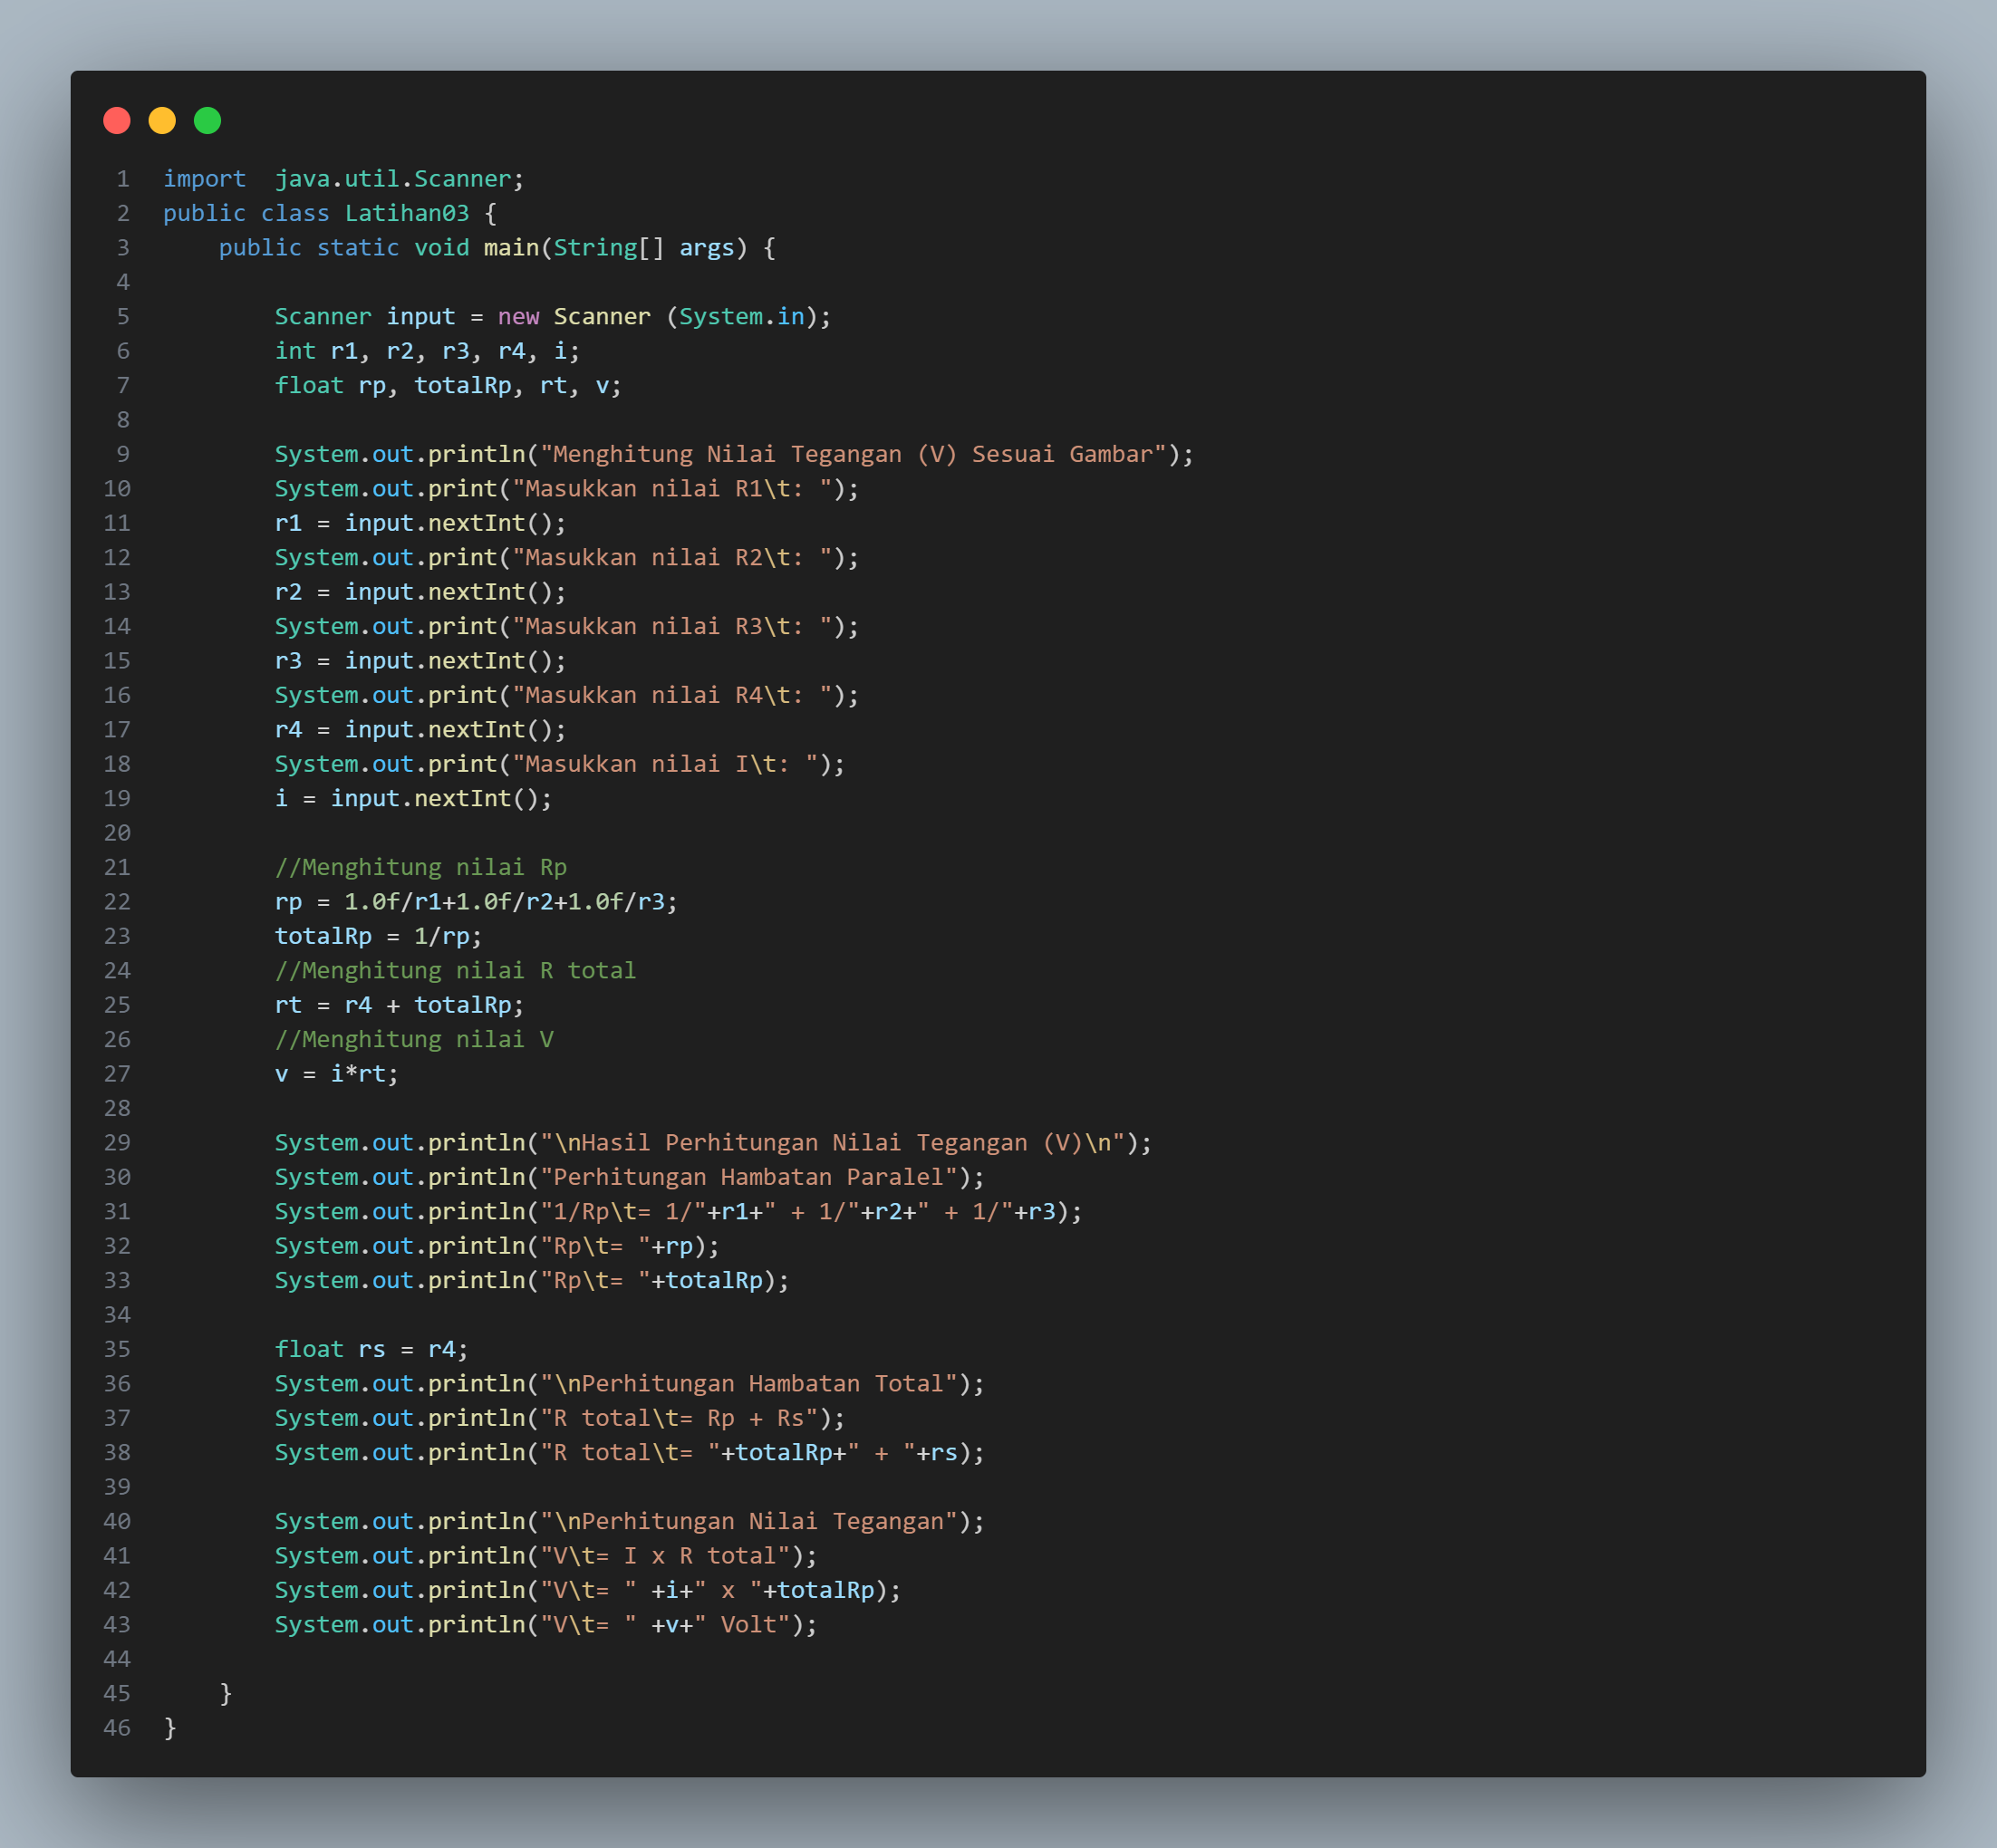 1 import  java.util.Scanner;
2 public class Latihan03 {
3     public static void main(String[] args) {
4
5         Scanner input = new Scanner (System.in);
6         int r1, r2, r3, r4, i;
7         float rp, totalRp, rt, v;
8
9         System.out.println("Menghitung Nilai Tegangan (V) Sesuai Gambar");
10         System.out.print("Masukkan nilai R1\t: ");
11         r1 = input.nextInt();
12         System.out.print("Masukkan nilai R2\t: ");
13         r2 = input.nextInt();
14         System.out.print("Masukkan nilai R3\t: ");
15         r3 = input.nextInt();
16         System.out.print("Masukkan nilai R4\t: ");
17         r4 = input.nextInt();
18         System.out.print("Masukkan nilai I\t: ");
19         i = input.nextInt();
20
21         //Menghitung nilai Rp
22         rp = 1.0f/r1+1.0f/r2+1.0f/r3;
23         totalRp = 1/rp;
24         //Menghitung nilai R total
25         rt = r4 + totalRp;
26         //Menghitung nilai V
27         v = i*rt;
28
29         System.out.println("\nHasil Perhitungan Nilai Tegangan (V)\n");
30         System.out.println("Perhitungan Hambatan Paralel");
31         System.out.println("1/Rp\t= 1/"+r1+" + 1/"+r2+" + 1/"+r3);
32         System.out.println("Rp\t= "+rp);
33         System.out.println("Rp\t= "+totalRp);
34
35         float rs = r4;
36         System.out.println("\nPerhitungan Hambatan Total");
37         System.out.println("R total\t= Rp + Rs");
38         System.out.println("R total\t= "+totalRp+" + "+rs);
39
40         System.out.println("\nPerhitungan Nilai Tegangan");
41         System.out.println("V\t= I x R total");
42         System.out.println("V\t= " +i+" x "+totalRp);
43         System.out.println("V\t= " +v+" Volt");
44
45     }
46 }